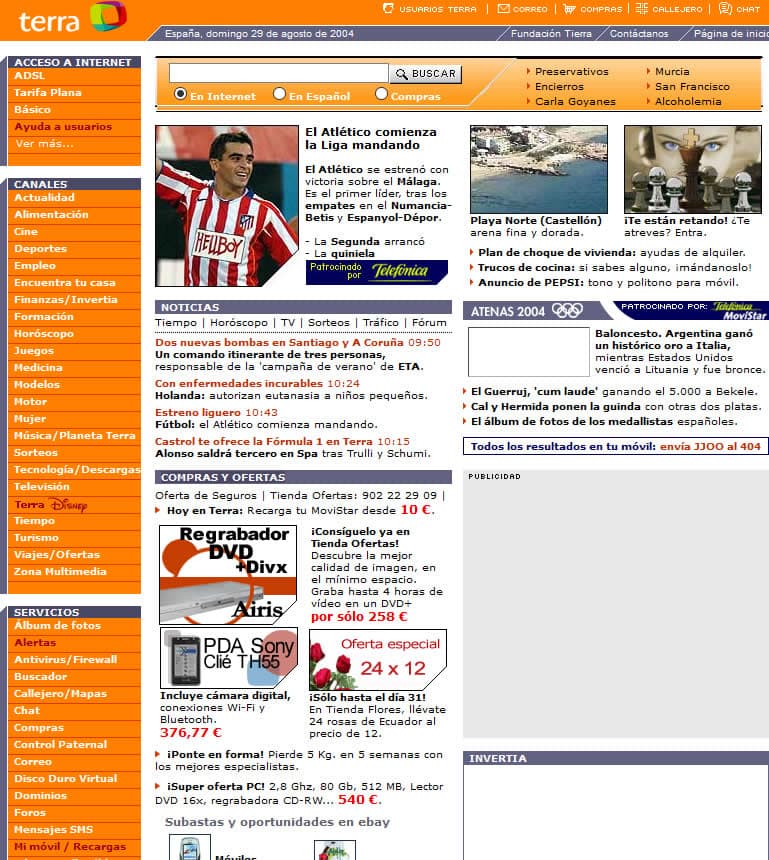 terra
USUARIOS TERRA | CORREO | COMPRAS | CALLEJERO | CHAT
España, domingo 29 de agosto de 2004
Fundación Tierra
Contáctanos
Página de inicio
ACCESO A INTERNET
ADSL
Tarifa Plana
Básico
Ayuda a usuarios
Ver más...
CANALES
Actualidad
Alimentación
Cine
Deportes
Empleo
Encuentra tu casa
Finanzas/Invertia
Formación
Horóscopo
Juegos
Medicina
Modelos
Motor
Mujer
Música/Planeta Terra
Sorteos
Tecnología/Descargas
Televisión
Terra Disney
Tiempo
Turismo
Viajes/Ofertas
Zona Multimedia
SERVICIOS
Álbum de fotos
Alertas
Antivirus/Firewall
Buscador
Callejero/Mapas
Chat
Compras
Control Paternal
Correo
Disco Duro Virtual
Dominios
Foros
Mensajes SMS
Mi móvil / Recargas
BUSCAR
En Internet
En Español
Compras
Preservativos
Encierros
Carla Goyanes
Murcia
San Francisco
Alcoholemia
HELLBOY
El Atlético comienza
la Liga mandando
El Atlético se estrenó con
victoria sobre el Málaga.
Es el primer líder, tras los
empates en el Numancia-
Betis y Espanyol-Dépor.
- La Segunda arrancó
- La quiniela
Patrocinado
por Telefónica
Playa Norte (Castellón)
arena fina y dorada.
¡Te están retando! ¿Te
atreves? Entra.
Plan de choque de vivienda: ayudas de alquiler.
Trucos de cocina: si sabes alguno, ¡mándanoslo!
Anuncio de PEPSI: tono y politono para móvil.
NOTICIAS
Tiempo | Horóscopo | TV | Sorteos | Tráfico | Fórum
Dos nuevas bombas en Santiago y A Coruña 09:50
Un comando itinerante de tres personas,
responsable de la 'campaña de verano' de ETA.
Con enfermedades incurables 10:24
Holanda: autorizan eutanasia a niños pequeños.
Estreno liguero 10:43
Fútbol: el Atlético comienza mandando.
Castrol te ofrece la Fórmula 1 en Terra 10:15
Alonso saldrá tercero en Spa tras Trulli y Schumi.
ATENAS 2004
PATROCINADO POR: Telefónica
MoviStar
Baloncesto. Argentina ganó
un histórico oro a Italia,
mientras Estados Unidos
venció a Lituania y fue bronce.
El Guerruj, 'cum laude' ganando el 5.000 a Bekele.
Cal y Hermida ponen la guinda con otras dos platas.
El álbum de fotos de los medallistas españoles.
Todos los resultados en tu móvil: envía JJOO al 404
COMPRAS Y OFERTAS
Oferta de Seguros | Tienda Ofertas: 902 22 29 09 |
Hoy en Terra: Recarga tu MoviStar desde 10 €.
Regrabador
DVD
+Divx
Airis
¡Consíguelo ya en
Tienda Ofertas!
Descubre la mejor
calidad de imagen, en
el mínimo espacio.
Graba hasta 4 horas de
vídeo en un DVD+
por sólo 258 €
PDA Sony
Clié TH55
Incluye cámara digital,
conexiones Wi-Fi y
Bluetooth.
376,77 €
Oferta especial
24 x 12
¡Sólo hasta el día 31!
En Tienda Flores, llévate
24 rosas de Ecuador al
precio de 12.
¡Ponte en forma! Pierde 5 Kg. en 5 semanas con
los mejores especialistas.
¡Super oferta PC! 2,8 Ghz, 80 Gb, 512 MB, Lector
DVD 16x, regrabadora CD-RW... 540 €.
Subastas y oportunidades en ebay
Móviles
PUBLICIDAD
INVERTIA